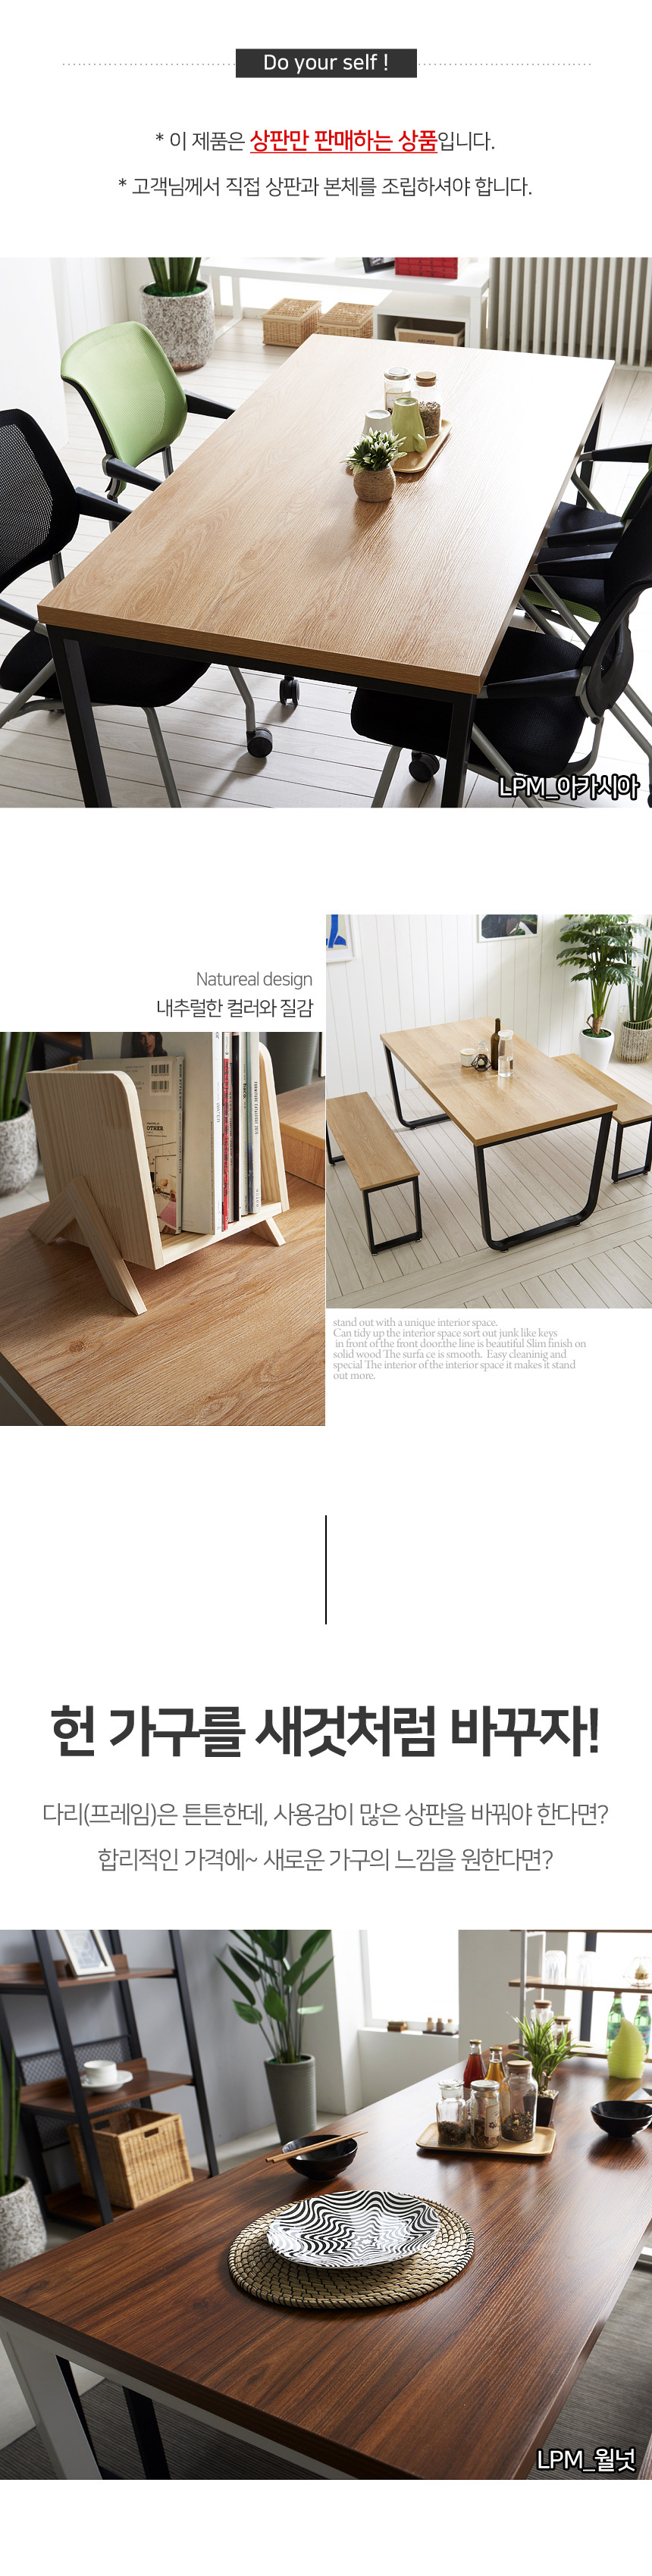 Do your self !
* 이 제품은 상판만 판매하는 상품입니다.
* 고객님께서 직접 상판과 본체를 조립하셔야 합니다.
LPM_아카시아
Natureal design
내추럴한 컬러와 질감
OTHER
stand out with a unique interior space.
Can tidy up the interior space sort out junk like keys
in front of the front door.the line is beautiful Slim finish on
solid wood The surfa ce is smooth. Easy cleaninig and
special The interior of the interior space it makes it stand
out more.
헌 가구를 새것처럼 바꾸자!
다리(프레임)은 튼튼한데, 사용감이 많은 상판을 바꿔야 한다면?
합리적인 가격에~ 새로운 가구의 느낌을 원한다면?
LPM_월넛